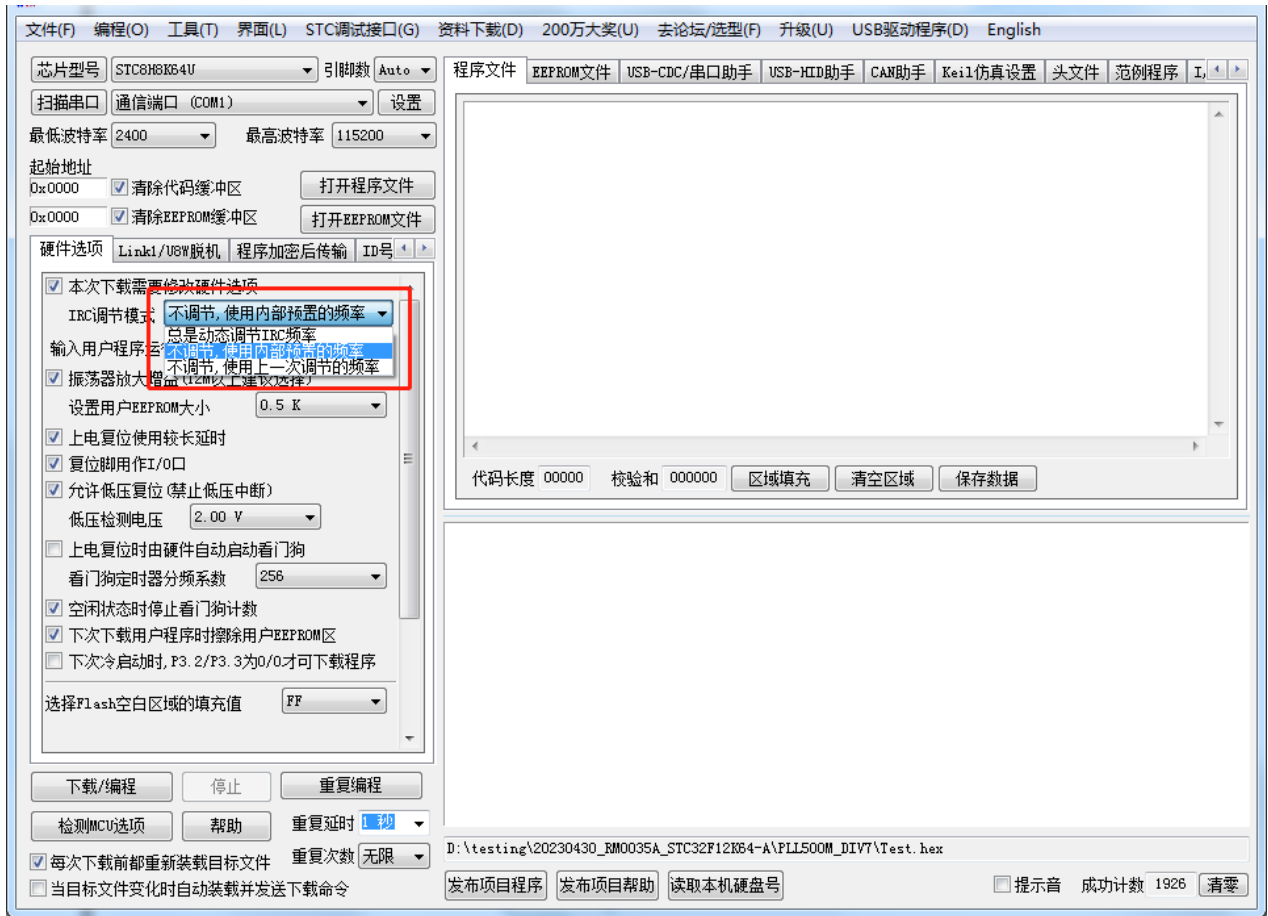 文件(F) 编程(O) 工具(T) 界面(L) STC调试接口(G) 资料下载(D) 200万大奖(U) 去论坛/选型(F) 升级(U) USB驱动程序(D) English
芯片型号 STC8H8K64U 引脚数 Auto
扫描串口 通信端口 (COM1) 设置
最低波特率 2400 最高波特率 115200
起始地址
0x0000 清除代码缓冲区 打开程序文件
0x0000 清除EEPROM缓冲区 打开EEPROM文件
硬件选项 Link1/U8W脱机 程序加密后传输 ID号
本次下载需要修改硬件选项
IRC调节模式 不调节,使用内部预置的频率
总是动态调节IRC频率
不调节,使用内部预置的频率
不调节,使用上一次调节的频率
输入用户程序运
振荡器放大增益(12M以上建议选择)
设置用户EEPROM大小 0.5 K
上电复位使用较长延时
复位脚用作I/O口
允许低压复位(禁止低压中断)
低压检测电压 2.00 V
上电复位时由硬件自动启动看门狗
看门狗定时器分频系数 256
空闲状态时停止看门狗计数
下次下载用户程序时擦除用户EEPROM区
下次冷启动时,P3.2/P3.3为0/0才可下载程序
选择Flash空白区域的填充值 FF
下载/编程 停止 重复编程
检测MCU选项 帮助 重复延时 1 秒
每次下载前都重新装载目标文件 重复次数 无限
当目标文件变化时自动装载并发送下载命令
程序文件 EEPROM文件 USB-CDC/串口助手 USB-HID助手 CAN助手 Keil仿真设置 头文件 范例程序 I,
代码长度 00000 校验和 000000 区域填充 清空区域 保存数据
D:\testing\20230430_RM0035A_STC32F12K64-A\PLL500M_DIV7\Test.hex
发布项目程序 发布项目帮助 读取本机硬盘号 提示音 成功计数 1926 清零